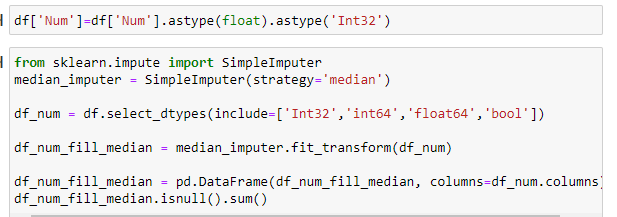 df['Num']=df['Num'].astype(float).astype('Int32')
from sklearn.impute import SimpleImputer
median_imputer = SimpleImputer(strategy='median')
df_num = df.select_dtypes(include=['Int32','int64','float64','bool'])
df_num_fill_median = median_imputer.fit_transform(df_num)
df_num_fill_median = pd.DataFrame(df_num_fill_median, columns=df_num.columns)
df_num_fill_median.isnull().sum()